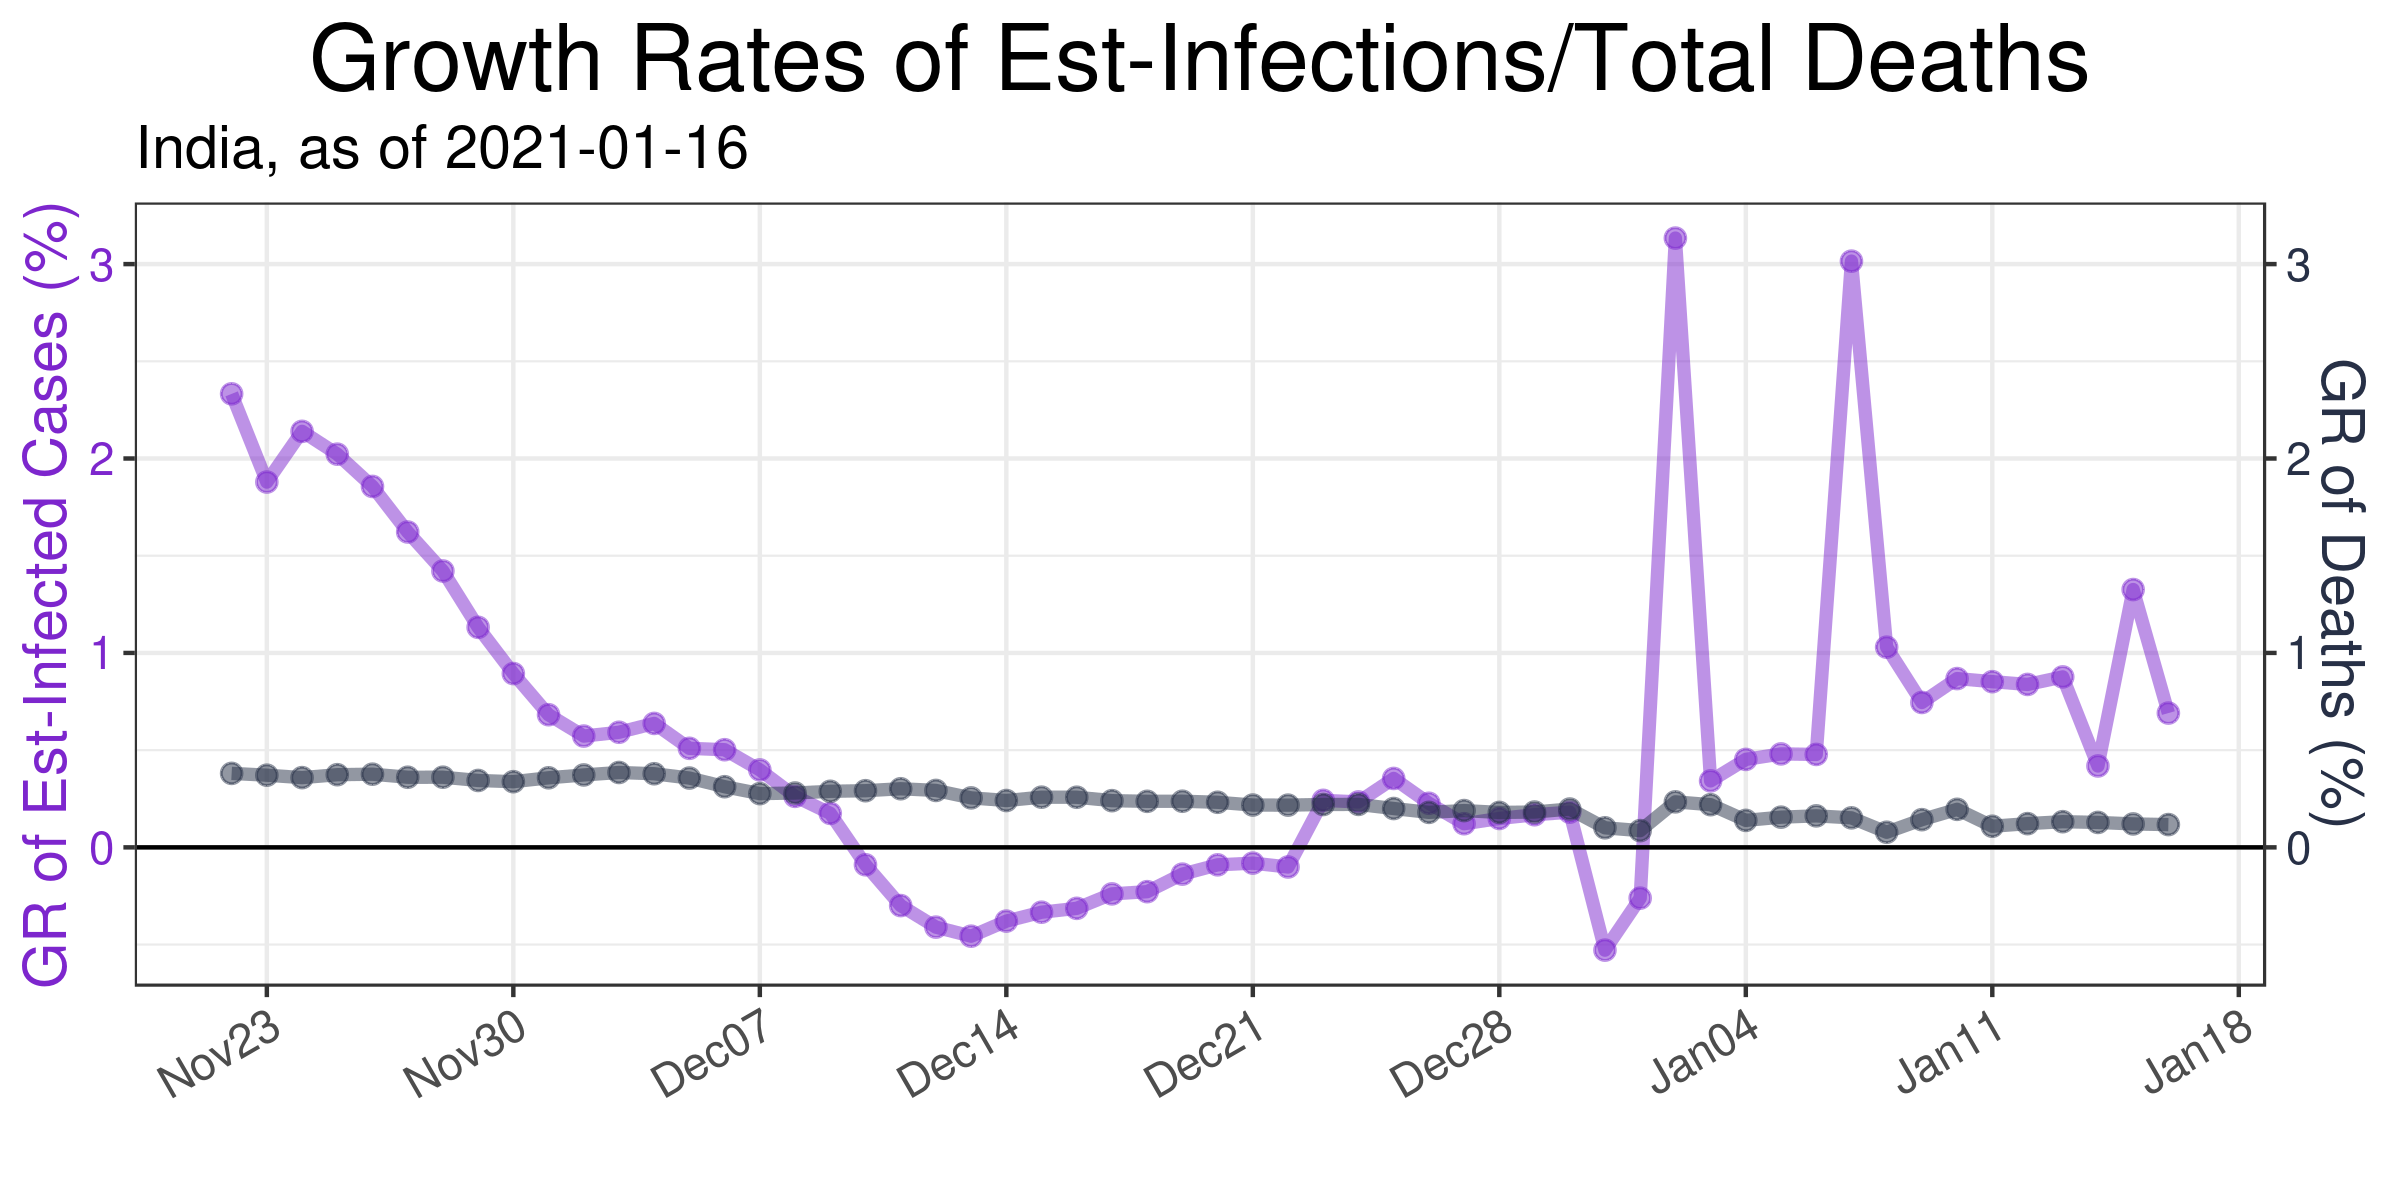 Growth Rates of Est-Infections/Total Deaths
India, as of 2021-01-16
GR of Est-Infected Cases (%)
3
2
1
0
3
2
1
0
GR of Deaths (%)
Nov23
Nov30
Dec07
Dec14
Dec21
Dec28
Jan04
Jan11
Jan18